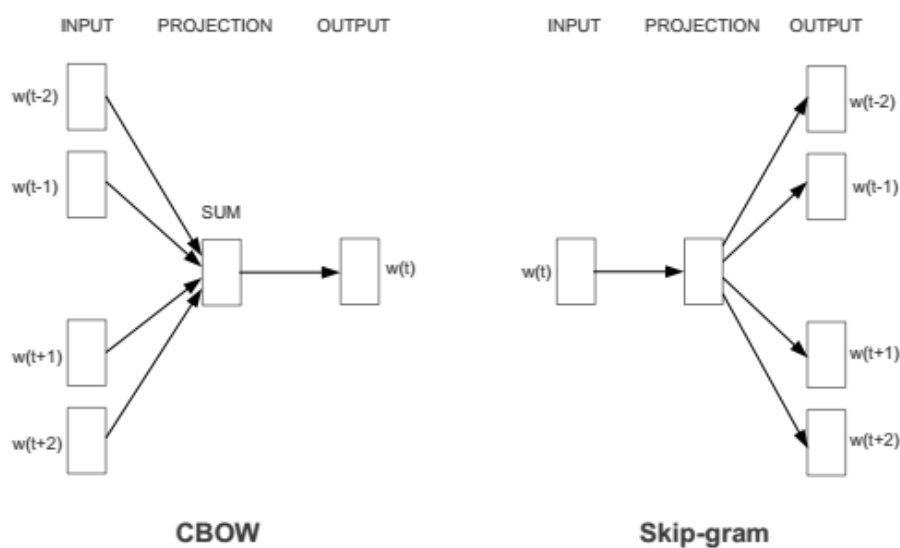 INPUT PROJECTION OUTPUT
w(t-2)
w(t-1)
SUM
w(t)
w(t+1)
w(t+2)
CBOW
INPUT PROJECTION OUTPUT
w(t-2)
w(t-1)
w(t)
w(t+1)
w(t+2)
Skip-gram